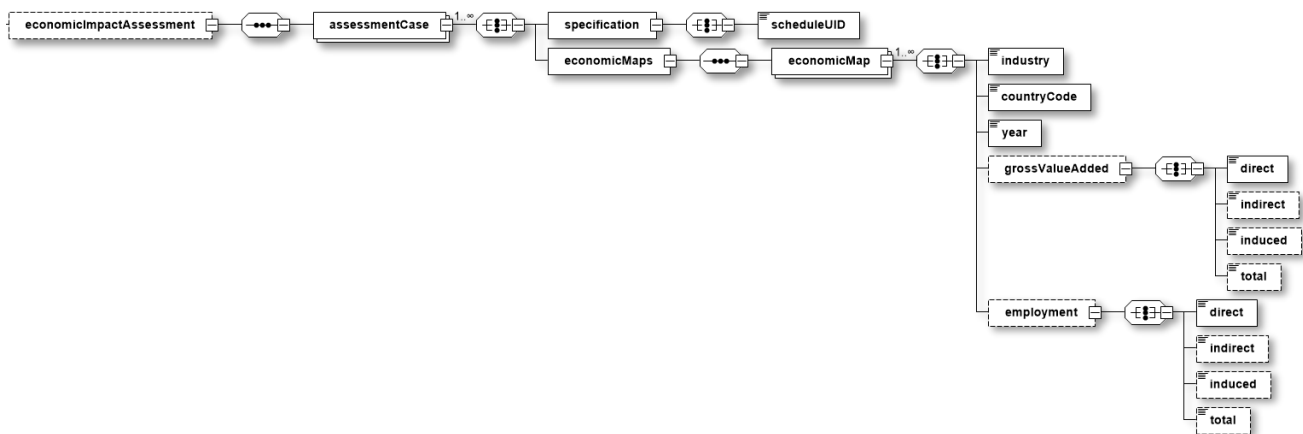 economicImpactAssessment
assessmentCase
1..∞
specification
scheduleUID
economicMaps
economicMap
1..∞
industry
countryCode
year
grossValueAdded
direct
indirect
induced
total
employment
direct
indirect
induced
total